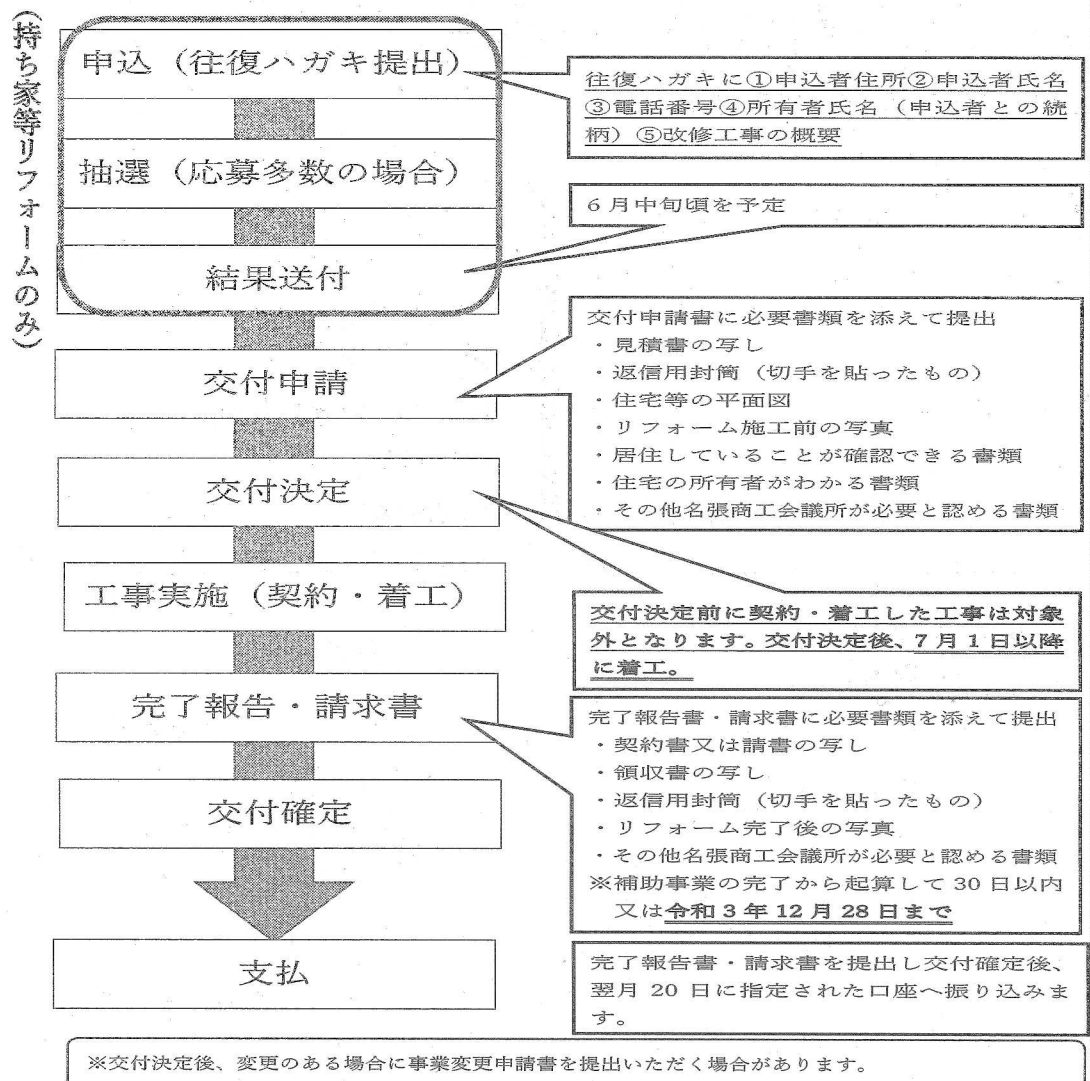 (持ち家等リフォームのみ)
申込（往復ハガキ提出）
往復ハガキに①申込者住所②申込者氏名
③電話番号④所有者氏名（申込者との続
柄）⑤改修工事の概要
抽選（応募多数の場合）
6月中旬頃を予定
結果送付
交付申請
交付申請書に必要書類を添えて提出
・見積書の写し
・返信用封筒（切手を貼ったもの）
・住宅等の平面図
・リフォーム施工前の写真
・居住していることが確認できる書類
・住宅の所有者がわかる書類
・その他名張商工会議所が必要と認める書類
交付決定
交付決定前に契約・着工した工事は対象
外となります。交付決定後、7月1日以降
に着工。
工事実施（契約・着工）
完了報告・請求書
完了報告書・請求書に必要書類を添えて提出
・契約書又は請書の写し
・領収書の写し
・返信用封筒（切手を貼ったもの）
・リフォーム完了後の写真
・その他名張商工会議所が必要と認める書類
※補助事業の完了から起算して30日以内
又は令和3年12月28日まで
交付確定
支払
完了報告書・請求書を提出し交付確定後、
翌月20日に指定された口座へ振り込みま
す。
※交付決定後、変更のある場合に事業変更申請書を提出いただく場合があります。